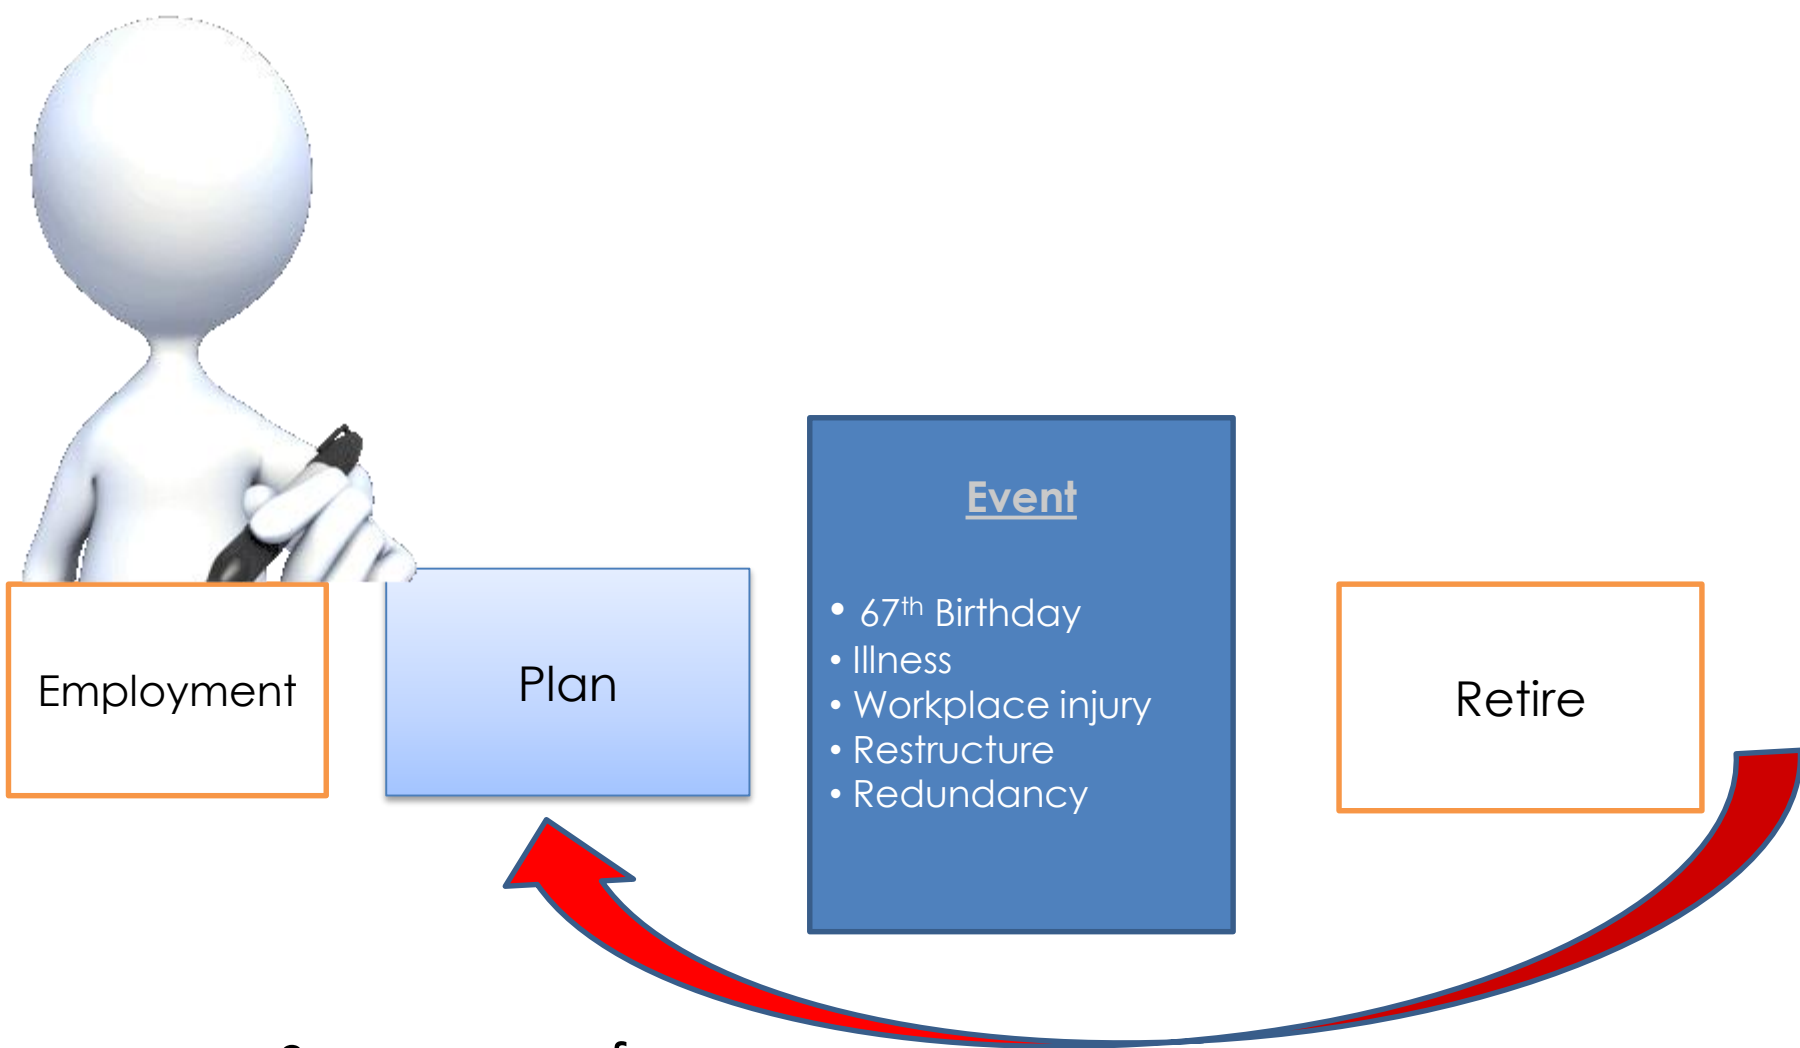 Employment
Plan
Event
• 67th Birthday
• Illness
• Workplace injury
• Restructure
• Redundancy
Retire